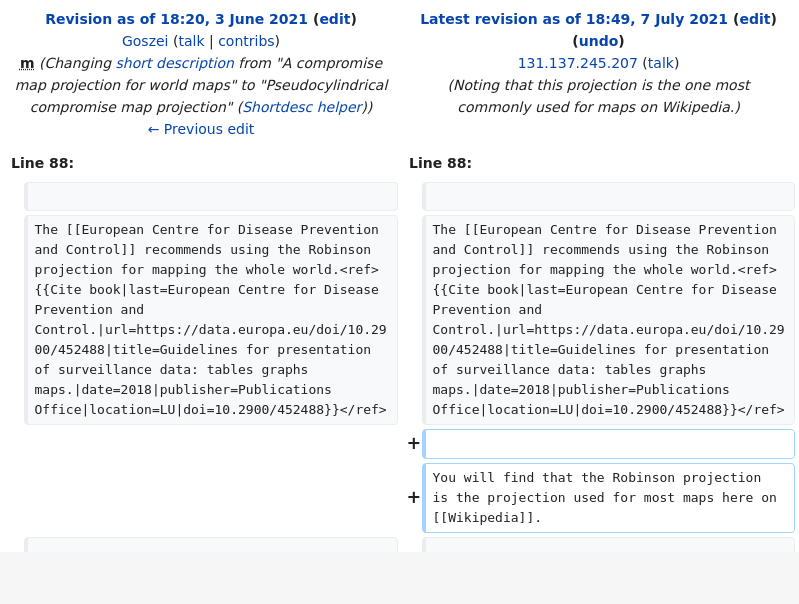 Revision as of 18:20, 3 June 2021 (edit)
Goszei (talk | contribs)
m (Changing short description from "A compromise
map projection for world maps" to "Pseudocylindrical
compromise map projection" (Shortdesc helper))
← Previous edit
Latest revision as of 18:49, 7 July 2021 (edit)
(undo)
131.137.245.207 (talk)
(Noting that this projection is the one most
commonly used for maps on Wikipedia.)
Line 88:
Line 88:
The [[European Centre for Disease Prevention
and Control]] recommends using the Robinson
projection for mapping the whole world.<ref>
{{Cite book|last=European Centre for Disease
Prevention and
Control.|url=https://data.europa.eu/doi/10.29
00/452488|title=Guidelines for presentation
of surveillance data: tables graphs
maps.|date=2018|publisher=Publications
Office|location=LU|doi=10.2900/452488}}</ref>
The [[European Centre for Disease Prevention
and Control]] recommends using the Robinson
projection for mapping the whole world.<ref>
{{Cite book|last=European Centre for Disease
Prevention and
Control.|url=https://data.europa.eu/doi/10.29
00/452488|title=Guidelines for presentation
of surveillance data: tables graphs
maps.|date=2018|publisher=Publications
Office|location=LU|doi=10.2900/452488}}</ref>
+
+
You will find that the Robinson projection
is the projection used for most maps here on
[[Wikipedia]].